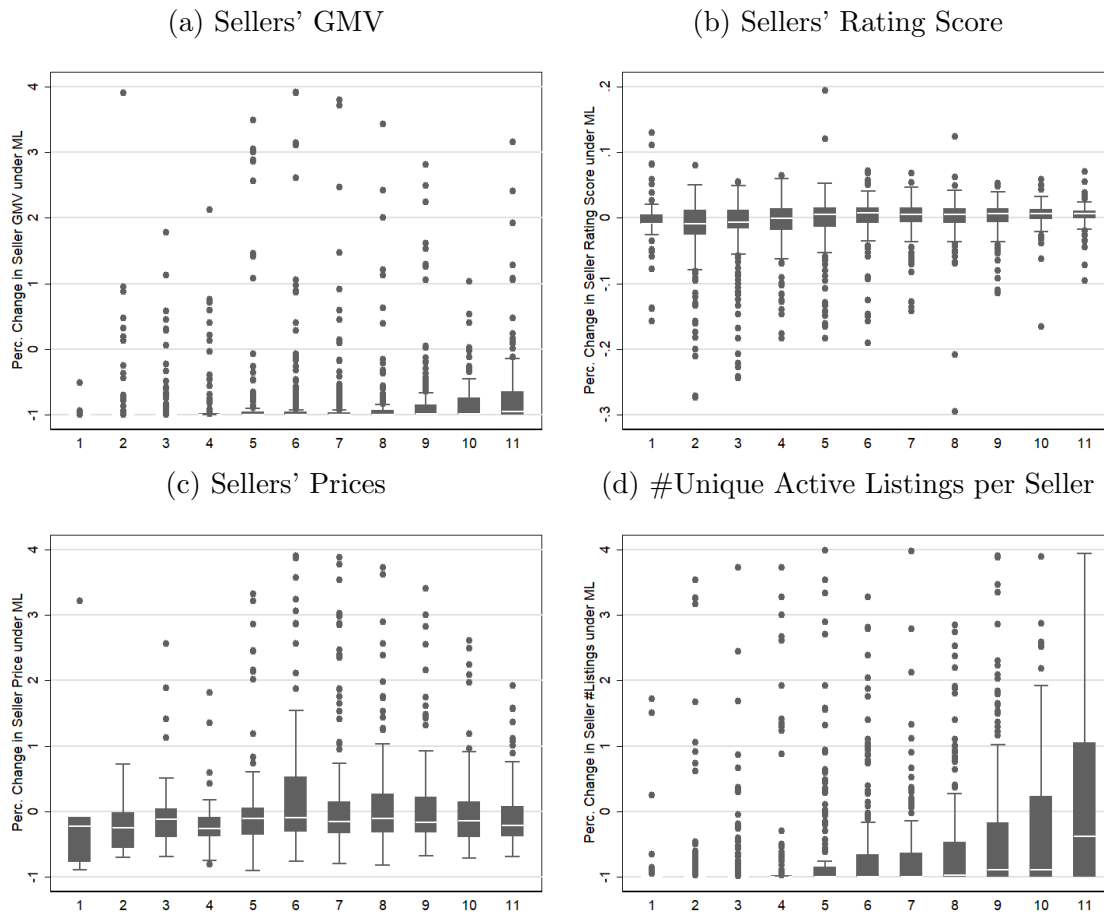 (a) Sellers' GMV
Perc. Change in Seller GMV under ML
4
3
2
1
0
-1
1 2 3 4 5 6 7 8 9 10 11
(b) Sellers' Rating Score
Perc. Change in Seller Rating Score under ML
.2
.1
0
-.1
-.2
-.3
1 2 3 4 5 6 7 8 9 10 11
(c) Sellers' Prices
Perc. Change in Seller Price under ML
4
3
2
1
0
-1
1 2 3 4 5 6 7 8 9 10 11
(d) #Unique Active Listings per Seller
Perc. Change in Seller #Listings under ML
4
3
2
1
0
-1
1 2 3 4 5 6 7 8 9 10 11